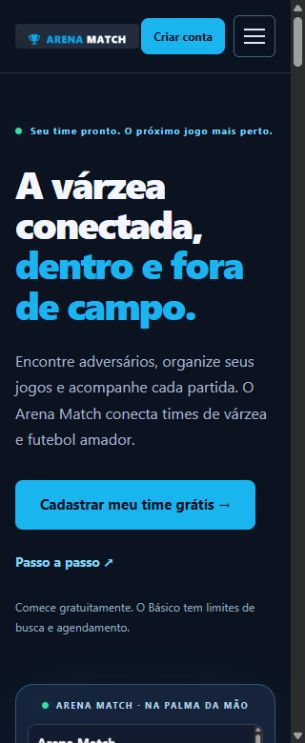 ARENA MATCH
Criar conta
Seu time pronto. O próximo jogo mais perto.
A várzea
conectada,
dentro e fora
de campo.
Encontre adversários, organize seus
jogos e acompanhe cada partida. O
Arena Match conecta times de várzea
e futebol amador.
Cadastrar meu time grátis →
Passo a passo ↗
Comece gratuitamente. O Básico tem limites de
busca e agendamento.
ARENA MATCH · NA PALMA DA MÃO
Arena Match